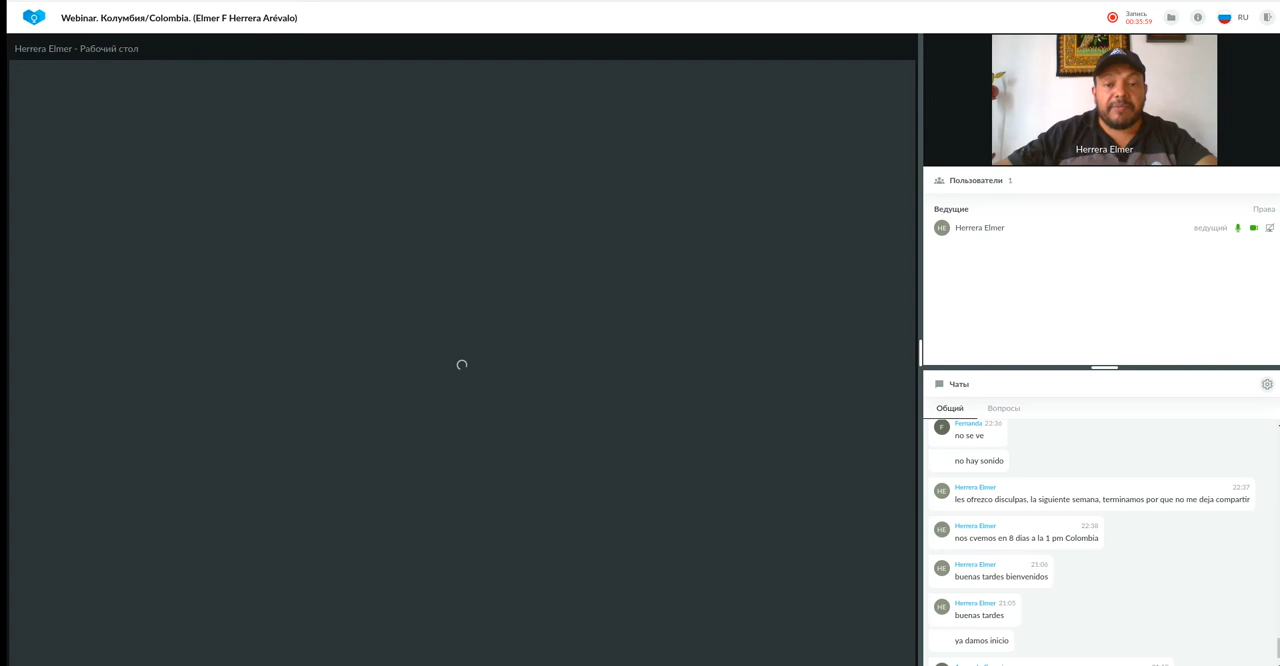 Webinar. Колумбия/Colombia. (Elmer F Herrera Arévalo)
Запись
00:35:59
RU
Herrera Elmer - Рабочий стол
Herrera Elmer
Пользователи 1
Ведущие Права
HE Herrera Elmer ведущий
Чаты
Общий Вопросы
F Fernanda 22:36
no se ve
no hay sonido
HE Herrera Elmer 22:37
les ofrezco disculpas, la siguiente semana, terminamos por que no me deja compartir
HE Herrera Elmer 22:38
nos cvemos en 8 dias a la 1 pm Colombia
HE Herrera Elmer 21:06
buenas tardes bienvenidos
HE Herrera Elmer 21:05
buenas tardes
ya damos inicio